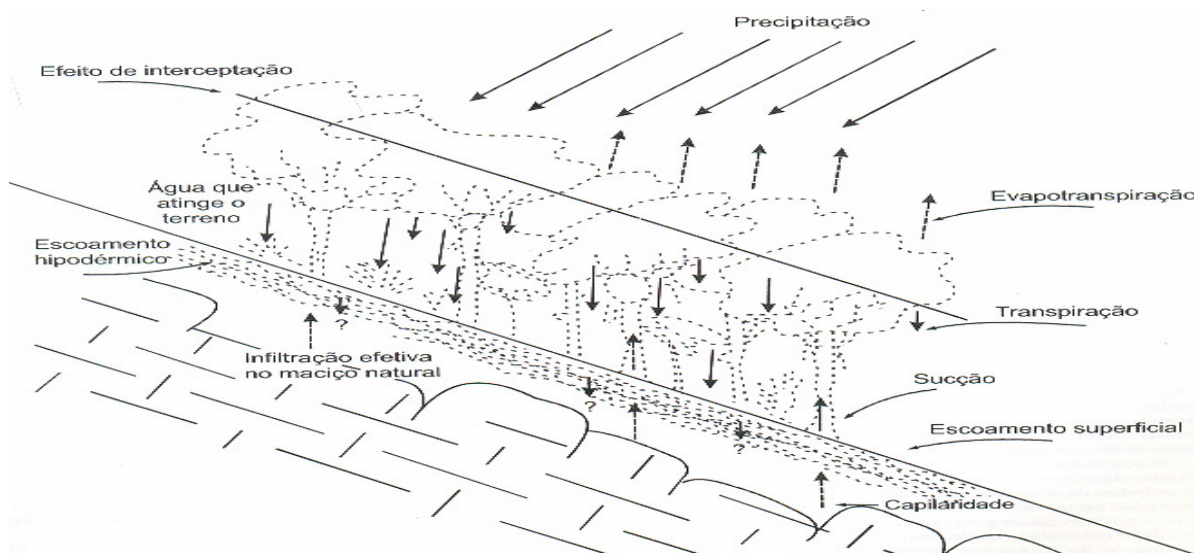 Precipitação
Efeito de interceptação
Água que
atinge o
terreno
Evapotranspiração
Escoamento
hipodérmico
?
Transpiração
Infiltração efetiva
no maciço natural
Sucção
?
Escoamento superficial
?
Capilaridade